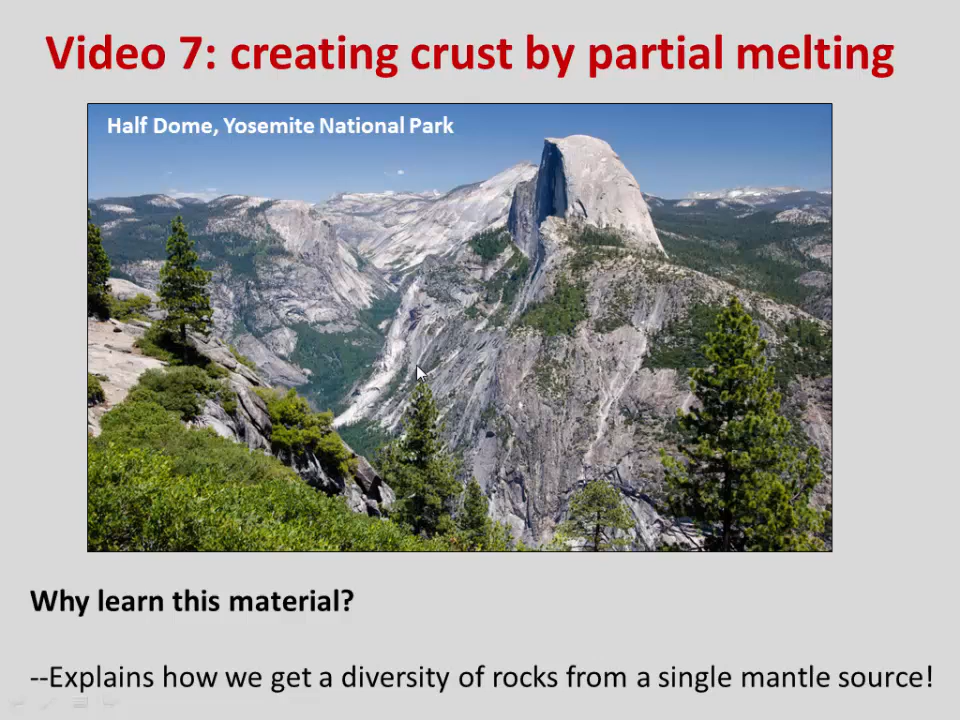 Video 7: creating crust by partial melting
Half Dome, Yosemite National Park
Why learn this material?
--Explains how we get a diversity of rocks from a single mantle source!